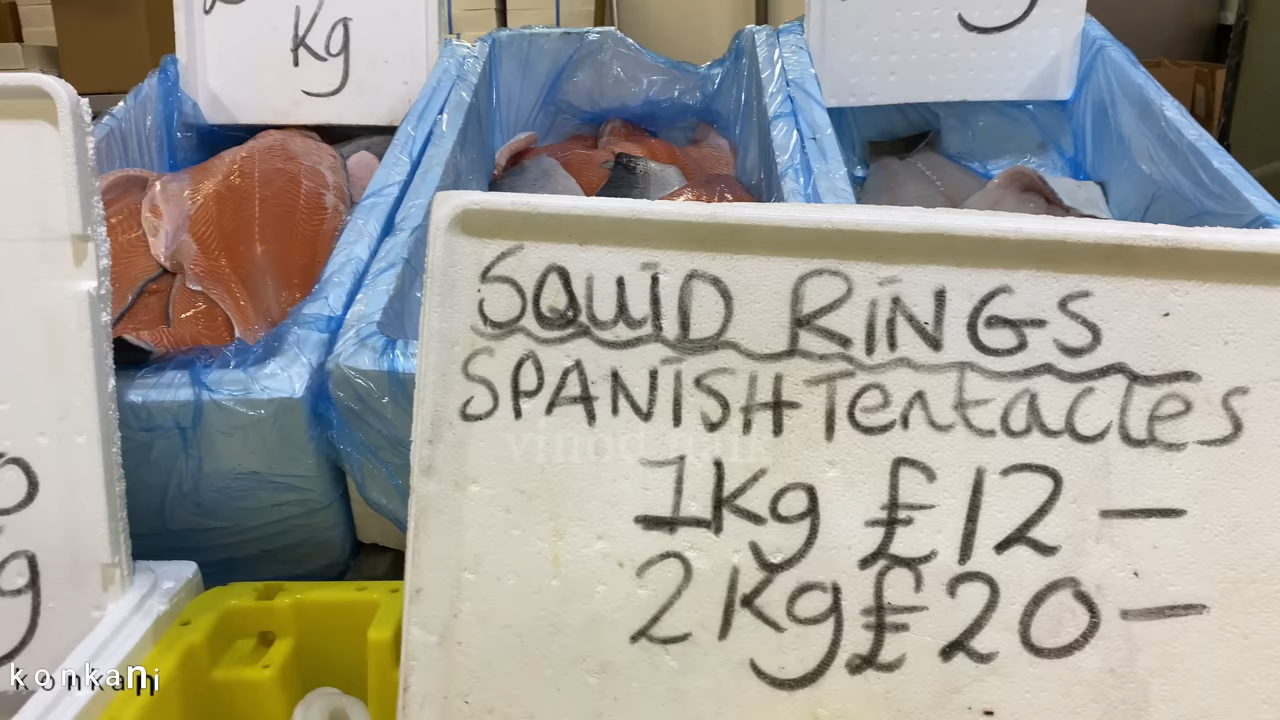 Kg
SQUID RINGS
SPANISH Tentacles
1Kg £12 —
2Kg £20 —
konkani